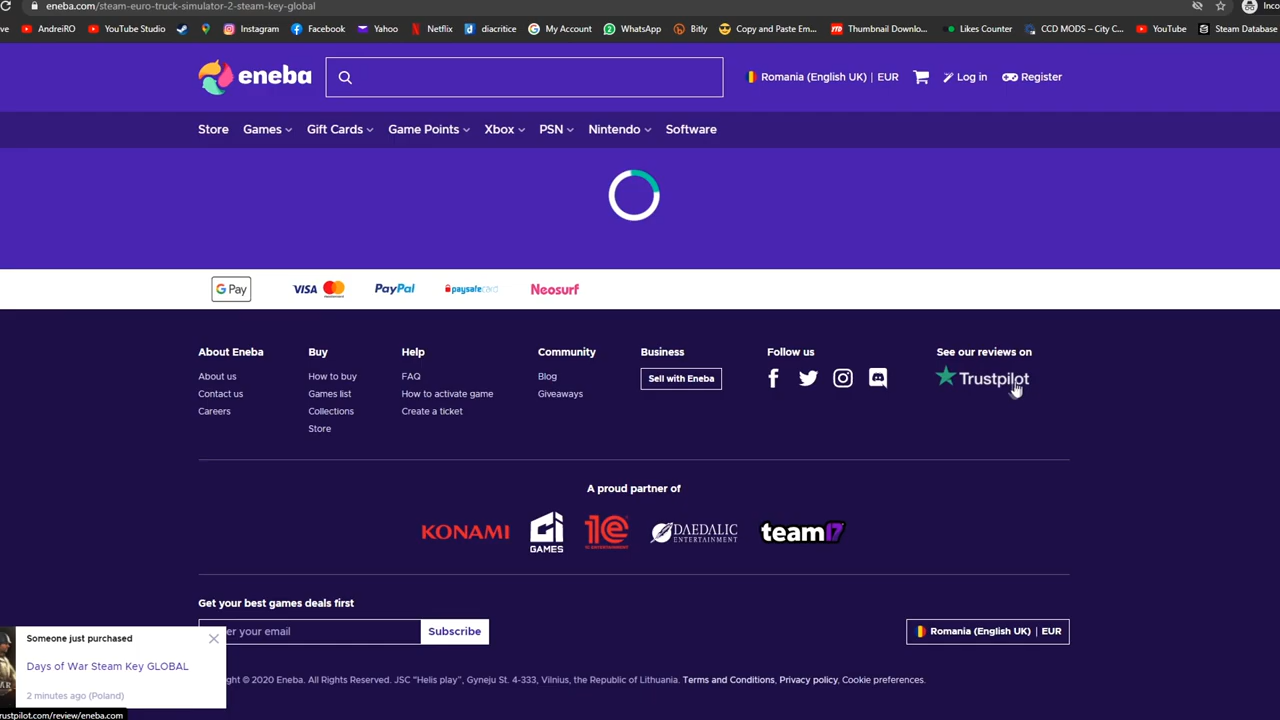 eneba.com/steam-euro-truck-simulator-2-steam-key-global
Inco
ve AndreiRO YouTube Studio Instagram Facebook Yahoo Netflix diacritice My Account WhatsApp Bitly Copy and Paste Em... Thumbnail Downlo... Likes Counter CCD MODS – City C... YouTube Steam Database
eneba
Romania (English UK) | EUR
Log in
Register
Store Games Gift Cards Game Points Xbox PSN Nintendo Software
G Pay VISA mastercard PayPal paysafecard Neosurf
About Eneba Buy Help Community Business Follow us See our reviews on
About us How to buy FAQ Blog Sell with Eneba Trustpilot
Contact us Games list How to activate game Giveaways
Careers Collections Create a ticket
Store
A proud partner of
KONAMI CI GAMES 1C ENTERTAINMENT DAEDALIC ENTERTAINMENT team17
Get your best games deals first
er your email Subscribe
Romania (English UK) | EUR
Someone just purchased
Days of War Steam Key GLOBAL
2 minutes ago (Poland)
ght © 2020 Eneba. All Rights Reserved. JSC "Helis play", Gyneju St. 4-333, Vilnius, the Republic of Lithuania. Terms and Conditions, Privacy policy, Cookie preferences.
rustpilot.com/review/eneba.com